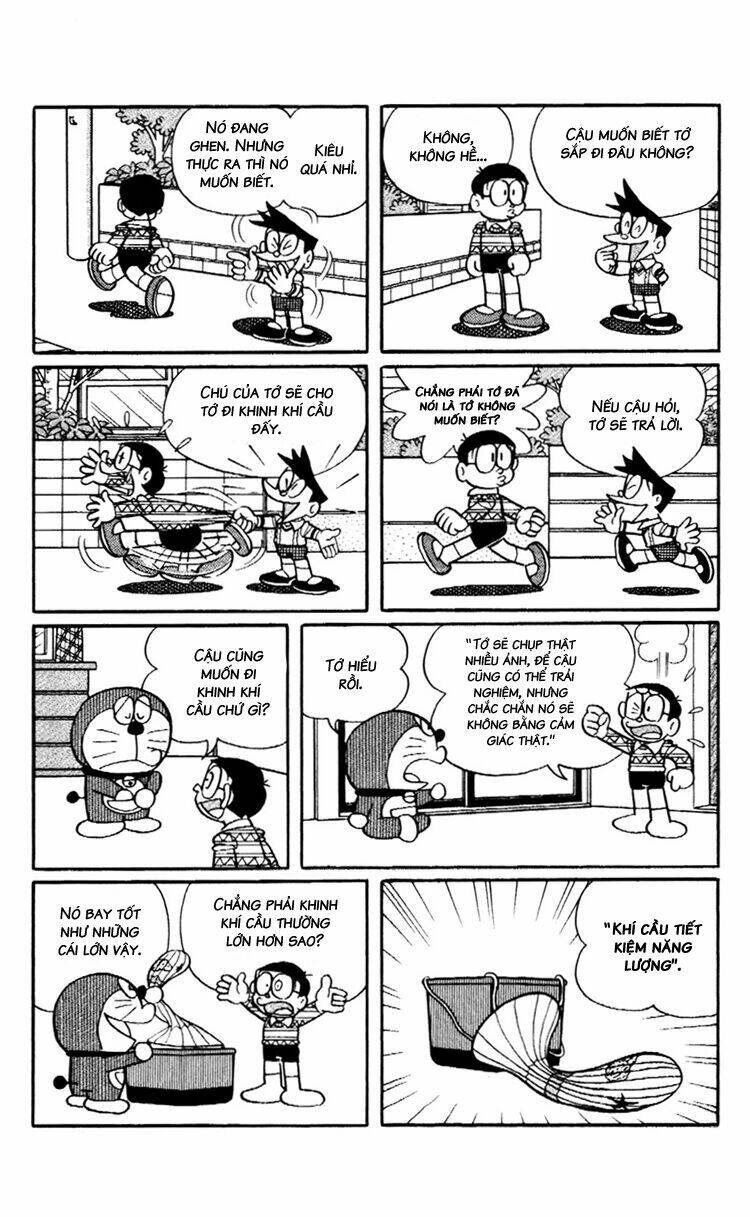 CẬU MUỐN BIẾT TỚ
SẮP ĐI ĐÂU KHÔNG?
KHÔNG,
KHÔNG HỀ...
KIÊU
QUÁ NHỈ.
NÓ ĐANG
GHEN. NHƯNG
THỰC RA THÌ NÓ
MUỐN BIẾT.
NẾU CẬU HỎI,
TỚ SẼ TRẢ LỜI.
CHẲNG PHẢI TỚ ĐÃ
NÓI LÀ TỚ KHÔNG
MUỐN BIẾT?
CHÚ CỦA TỚ SẼ CHO
TỚ ĐI KHINH KHÍ CẦU
ĐẤY.
"TỚ SẼ CHỤP THẬT
NHIỀU ẢNH, ĐỂ CẬU
CŨNG CÓ THỂ TRẢI
NGHIỆM, NHƯNG
CHẮC CHẮN NÓ SẼ
KHÔNG BẰNG CẢM
GIÁC THẬT."
TỚ HIỂU
RỒI.
CẬU CŨNG
MUỐN ĐI
KHINH KHÍ
CẦU CHỨ GÌ?
"KHÍ CẦU TIẾT
KIỆM NĂNG
LƯỢNG".
CHẲNG PHẢI KHINH
KHÍ CẦU THƯỜNG
LỚN HƠN SAO?
NÓ BAY TỐT
NHƯ NHỮNG
CÁI LỚN VẬY.